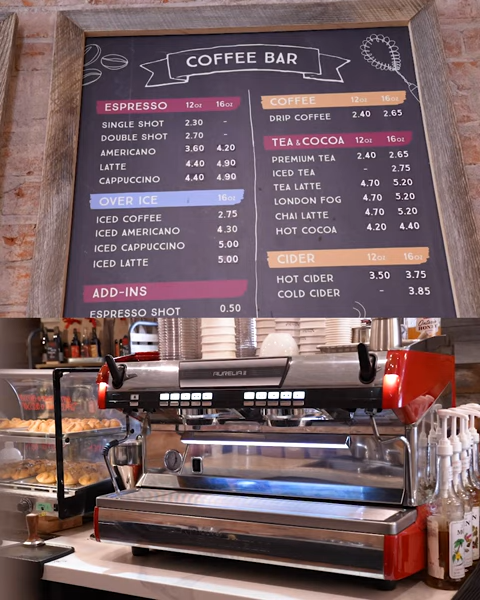 COFFEE BAR
ESPRESSO 12oz 16oz
SINGLE SHOT 2.30 -
DOUBLE SHOT 2.70 -
AMERICANO 3.60 4.20
LATTE 4.40 4.90
CAPPUCCINO 4.40 4.90
OVER ICE 16oz
ICED COFFEE 2.75
ICED AMERICANO 4.30
ICED CAPPUCCINO 5.00
ICED LATTE 5.00
ADD-INS
ESPRESSO SHOT 0.50
COFFEE 12oz 16oz
DRIP COFFEE 2.40 2.65
TEA & COCOA 12oz 16oz
PREMIUM TEA 2.40 2.65
ICED TEA - 2.75
TEA LATTE 4.70 5.20
LONDON FOG 4.70 5.20
CHAI LATTE 4.70 5.20
HOT COCOA 4.20 4.40
CIDER 12oz 16oz
HOT CIDER 3.50 3.75
COLD CIDER - 3.85
AURELIA II